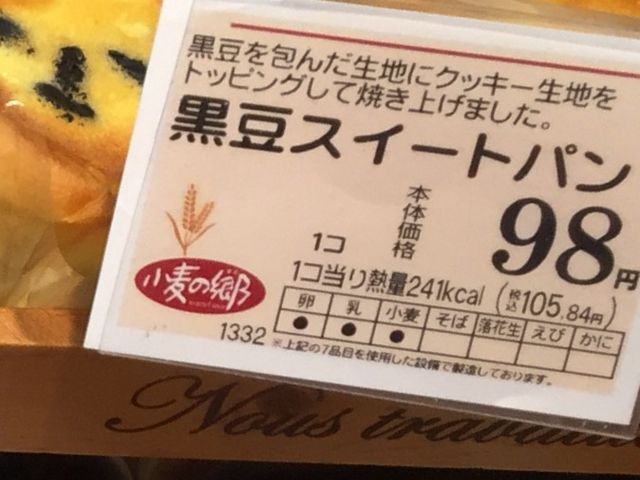 黒豆を包んだ生地にクッキー生地を
トッピングして焼き上げました。
黒豆スイートパン
本体価格
98円
1コ
1コ当り熱量241kcal (税込105.84円)
小麦の郷
卵 乳 小麦 そば 落花生 えび かに
● ● ●
1332 ※上記の7品目を使用した設備で製造しております。
Nous